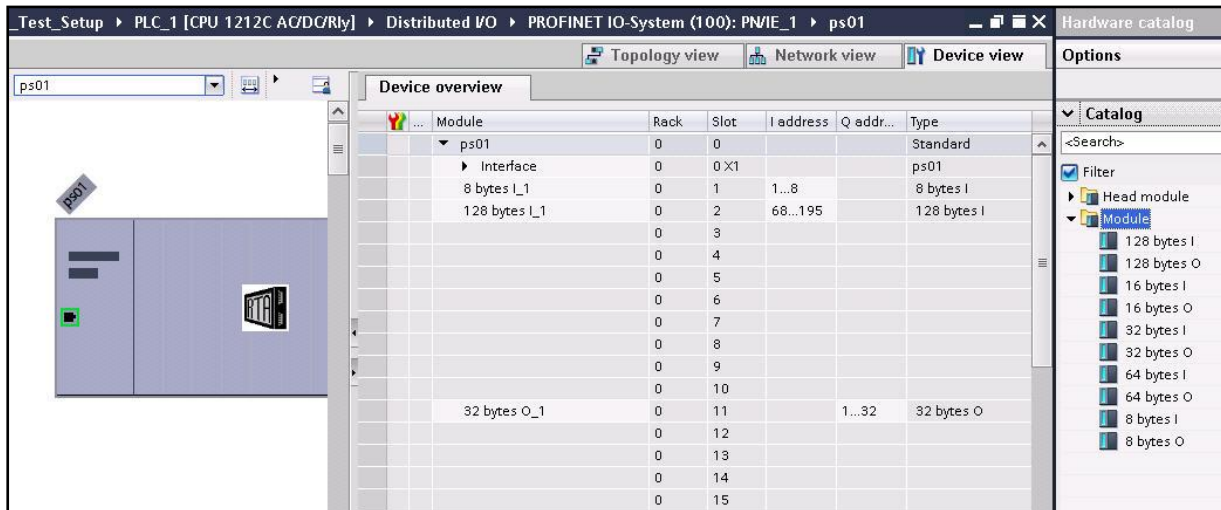 _Test_Setup ▸ PLC_1 [CPU 1212C AC/DC/Rly] ▸ Distributed I/O ▸ PROFINET IO-System (100): PN/IE_1 ▸ ps01
Hardware catalog
Topology view Network view Device view
Options
ps01
Device overview
... Module Rack Slot I address Q addr... Type
ps01 0 0 Standard
Interface 0 0 X1 ps01
8 bytes I_1 0 1 1...8 8 bytes I
128 bytes I_1 0 2 68...195 128 bytes I
0 3
0 4
0 5
0 6
0 7
0 8
0 9
0 10
32 bytes O_1 0 11 1...32 32 bytes O
0 12
0 13
0 14
0 15
ps01
RTA
Catalog
<Search>
Filter
Head module
Module
128 bytes I
128 bytes O
16 bytes I
16 bytes O
32 bytes I
32 bytes O
64 bytes I
64 bytes O
8 bytes I
8 bytes O